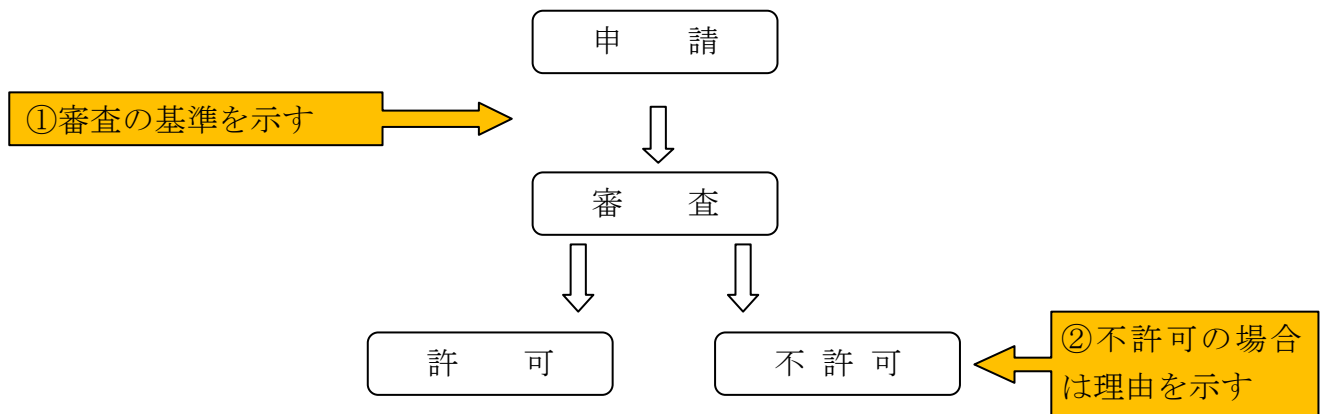 申 請
①審査の基準を示す
審 査
許 可
不 許 可
②不許可の場合
は理由を示す